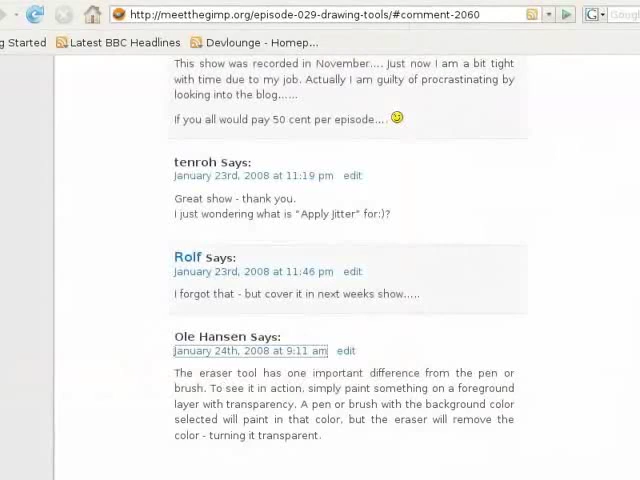 http://meetthegimp.org/episode-029-drawing-tools/#comment-2060
Googl
g Started Latest BBC Headlines Devlounge - Homep...
This show was recorded in November.... Just now I am a bit tight
with time due to my job. Actually I am guilty of procrastinating by
looking into the blog......
If you all would pay 50 cent per episode....
tenroh Says:
January 23rd, 2008 at 11:19 pm edit
Great show - thank you.
I just wondering what is "Apply Jitter" for:)?
Rolf Says:
January 23rd, 2008 at 11:46 pm edit
I forgot that - but cover it in next weeks show.....
Ole Hansen Says:
January 24th, 2008 at 9:11 am edit
The eraser tool has one important difference from the pen or
brush. To see it in action, simply paint something on a foreground
layer with transparency. A pen or brush with the background color
selected will paint in that color, but the eraser will remove the
color - turning it transparent.